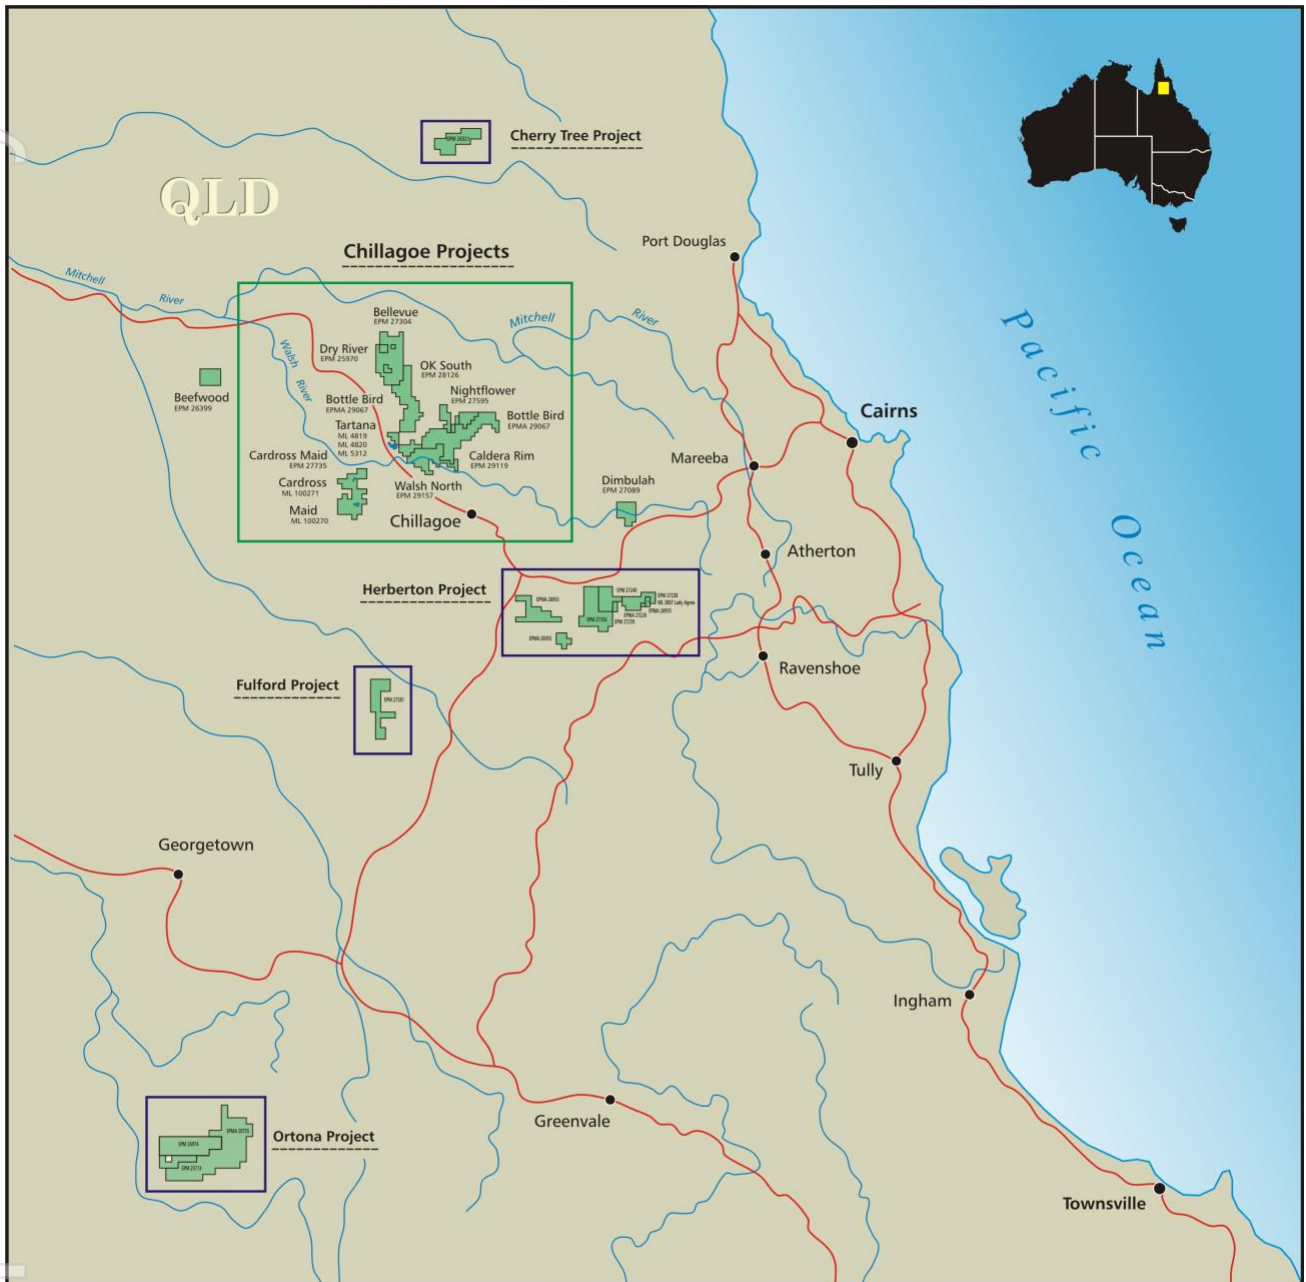 Cherry Tree Project
QLD
Chillagoe Projects
Port Douglas
Mitchell
River
Mitchell
River
Walsh
River
Bellevue
EPM 27304
Dry River
EPM 25970
OK South
EPM 28126
Beefwood
EPM 26399
Bottle Bird
EPMA 29067
Nightflower
EPM 27595
Bottle Bird
EPMA 29067
Tartana
ML 4819
ML 4820
ML 5312
Cardross Maid
EPM 27735
Caldera Rim
EPM 29119
Cardross
ML 100271
Walsh North
EPM 29157
Maid
ML 100270
Chillagoe
Dimbulah
EPM 27089
Mareeba
Cairns
Pacific Ocean
Atherton
Herberton Project
Ravenshoe
Fulford Project
Tully
Georgetown
Ingham
Greenvale
Ortona Project
Townsville